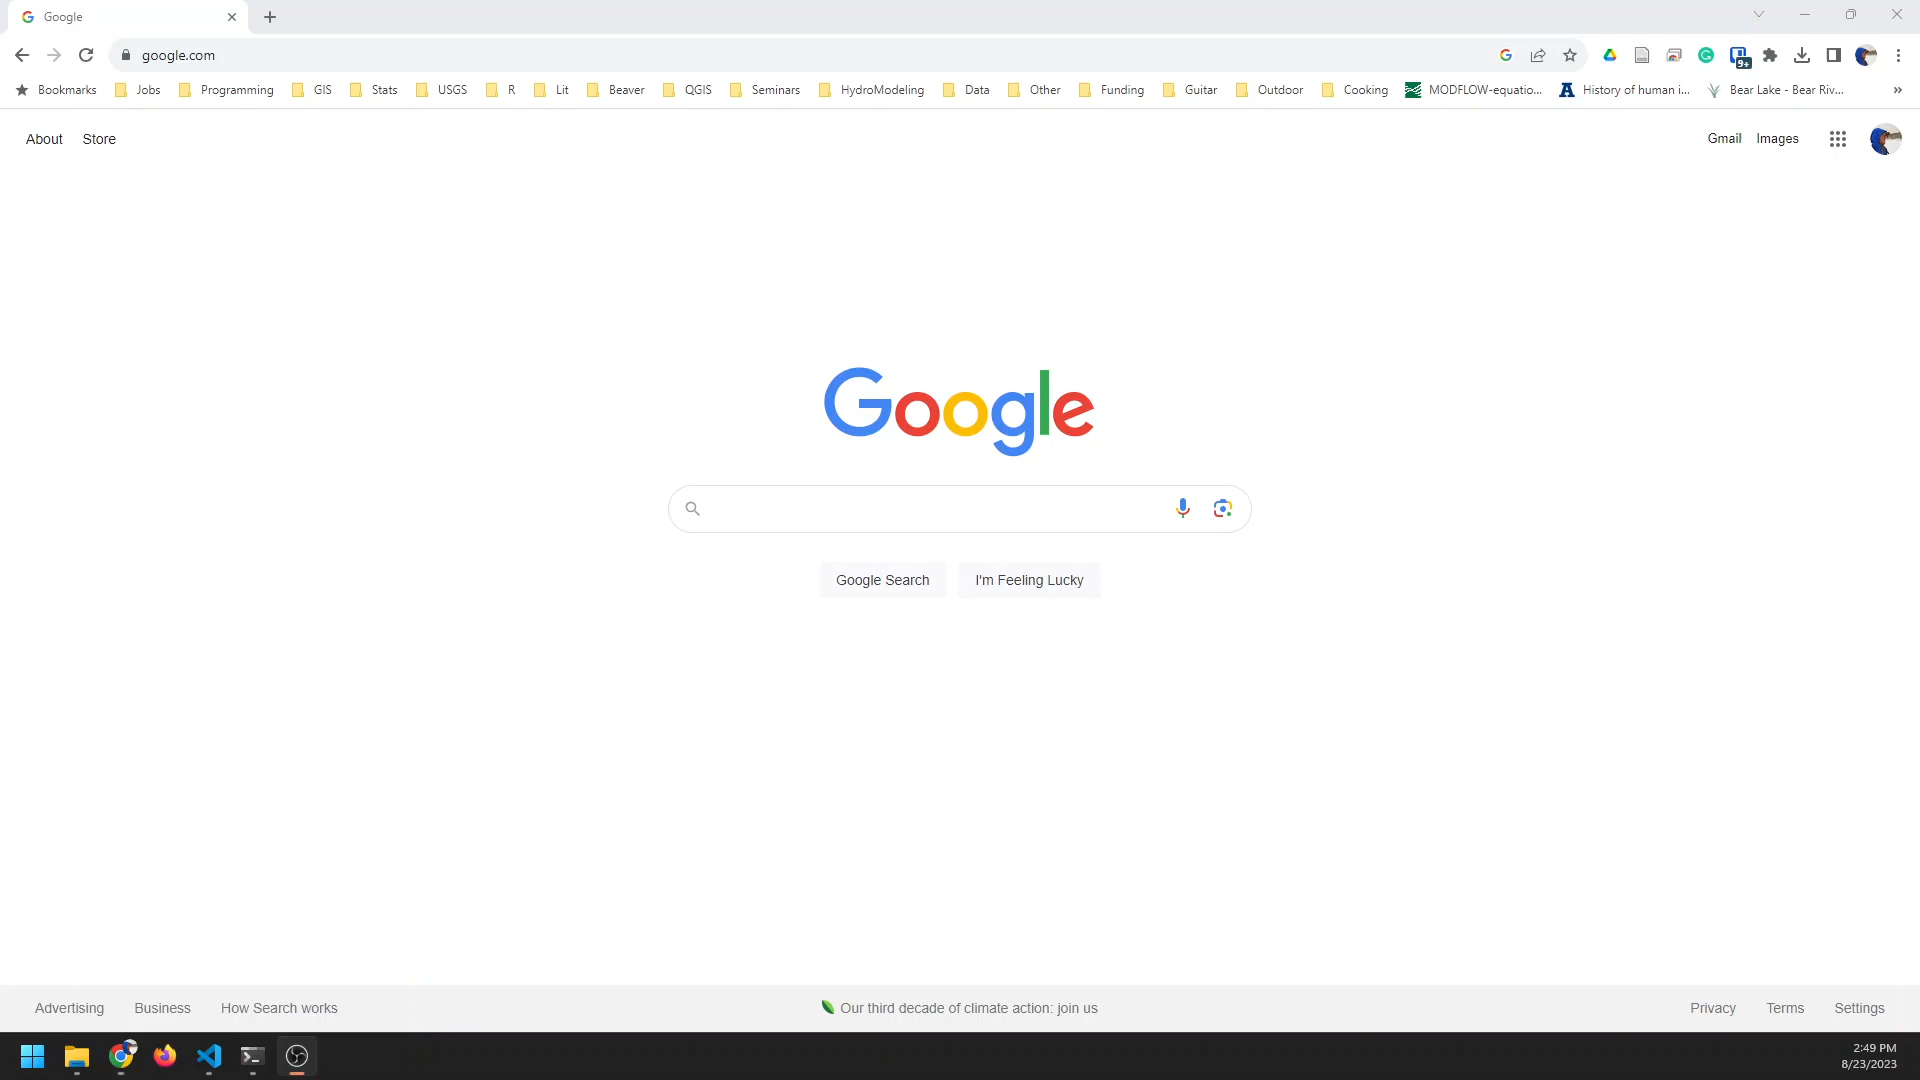 Google
google.com
9+
Bookmarks Jobs Programming GIS Stats USGS R Lit Beaver QGIS Seminars HydroModeling Data Other Funding Guitar Outdoor Cooking MODFLOW-equatio... History of human i... Bear Lake - Bear Riv... »
About Store Gmail Images
Google
Google Search I'm Feeling Lucky
Advertising Business How Search works Our third decade of climate action: join us Privacy Terms Settings
2:49 PM
8/23/2023